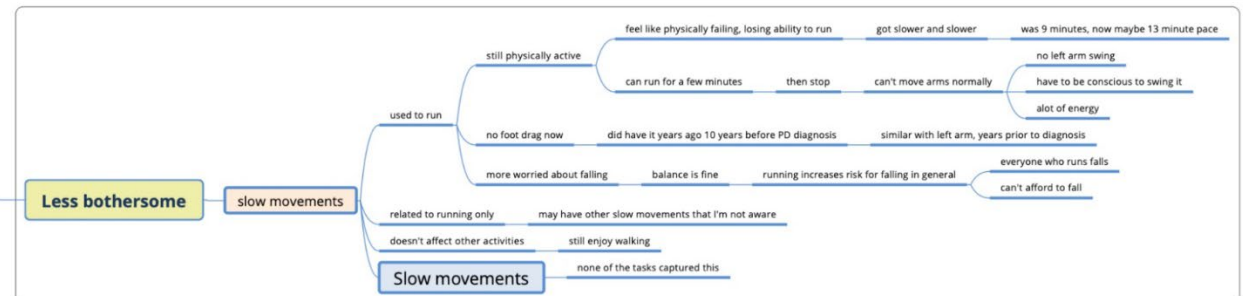 feel like physically failing, losing ability to run
got slower and slower
was 9 minutes, now maybe 13 minute pace
still physically active
no left arm swing
can run for a few minutes
then stop
can't move arms normally
have to be conscious to swing it
alot of energy
used to run
no foot drag now
did have it years ago 10 years before PD diagnosis
similar with left arm, years prior to diagnosis
everyone who runs falls
more worried about falling
balance is fine
running increases risk for falling in general
can't afford to fall
Less bothersome
slow movements
related to running only
may have other slow movements that I'm not aware
doesn't affect other activities
still enjoy walking
Slow movements
none of the tasks captured this